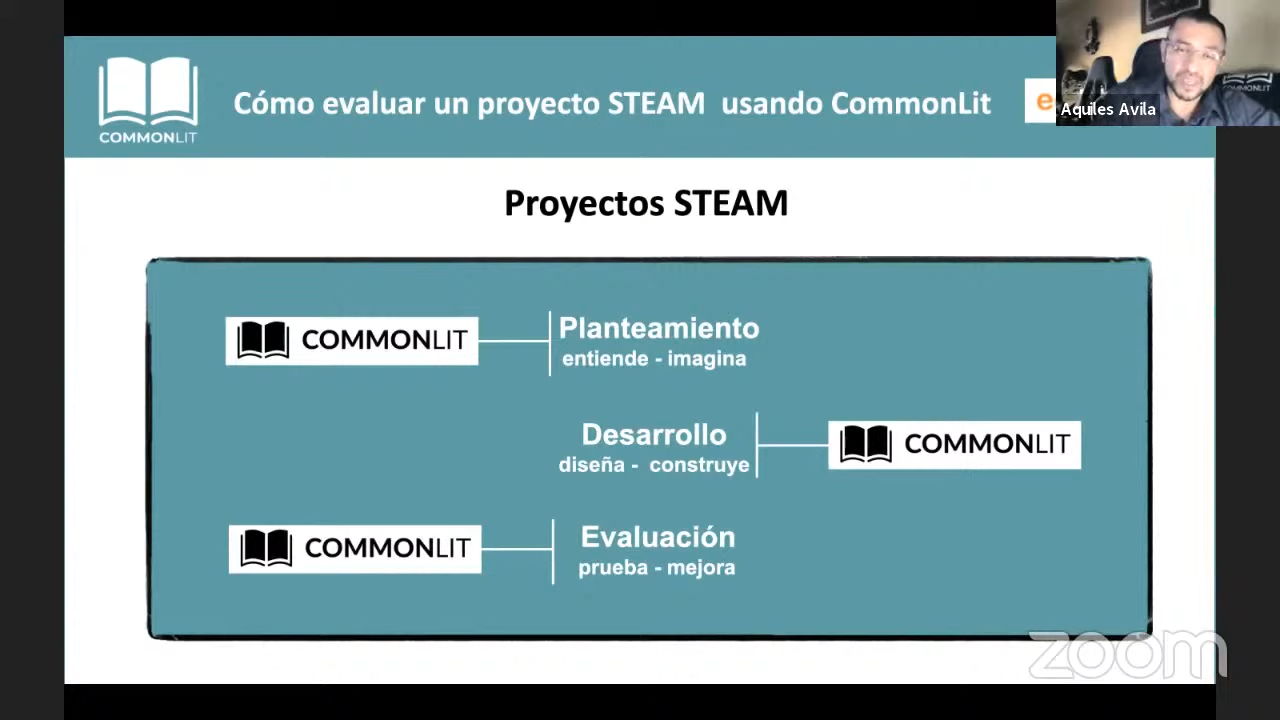 COMMONLIT
Cómo evaluar un proyecto STEAM usando CommonLit
e
Aquiles Avila
COMMONLIT
Proyectos STEAM
COMMONLIT
Planteamiento
entiende - imagina
Desarrollo
diseña - construye
COMMONLIT
COMMONLIT
Evaluación
prueba - mejora
zoom